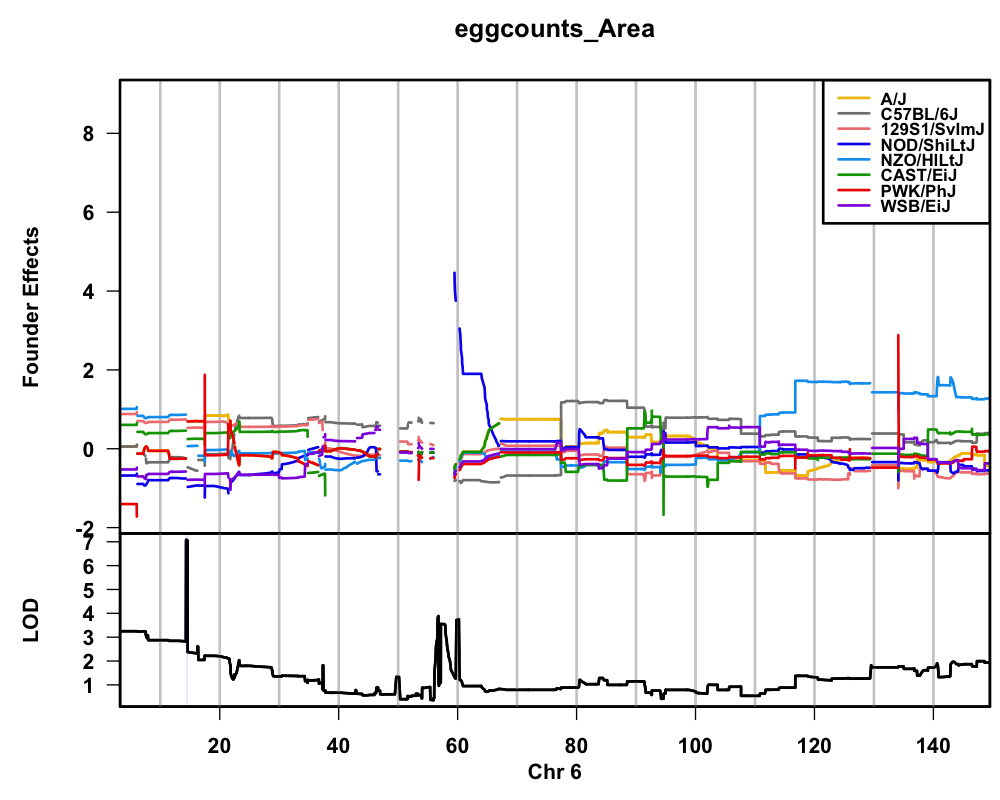 eggcounts_Area
A/J
C57BL/6J
129S1/SvImJ
NOD/ShiLtJ
NZO/HlLtJ
CAST/EiJ
PWK/PhJ
WSB/EiJ
Founder Effects
8
6
4
2
0
-2
LOD
7
6
5
4
3
2
1
20 40 60 80 100 120 140
Chr 6